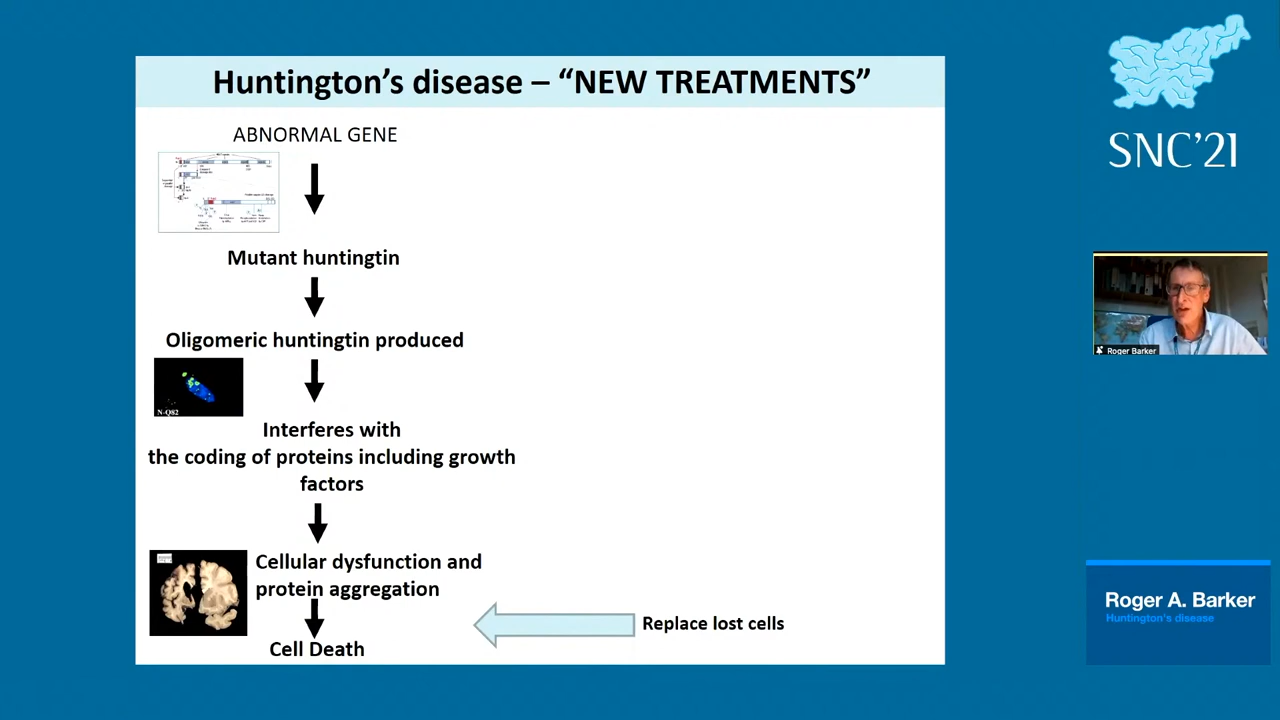 Huntington's disease – “NEW TREATMENTS”
ABNORMAL GENE
Mutant huntingtin
Oligomeric huntingtin produced
N-Q82
Interferes with
the coding of proteins including growth
factors
Cellular dysfunction and
protein aggregation
Cell Death
Replace lost cells
SNC'21
Roger Barker
Roger A. Barker
Huntington's disease